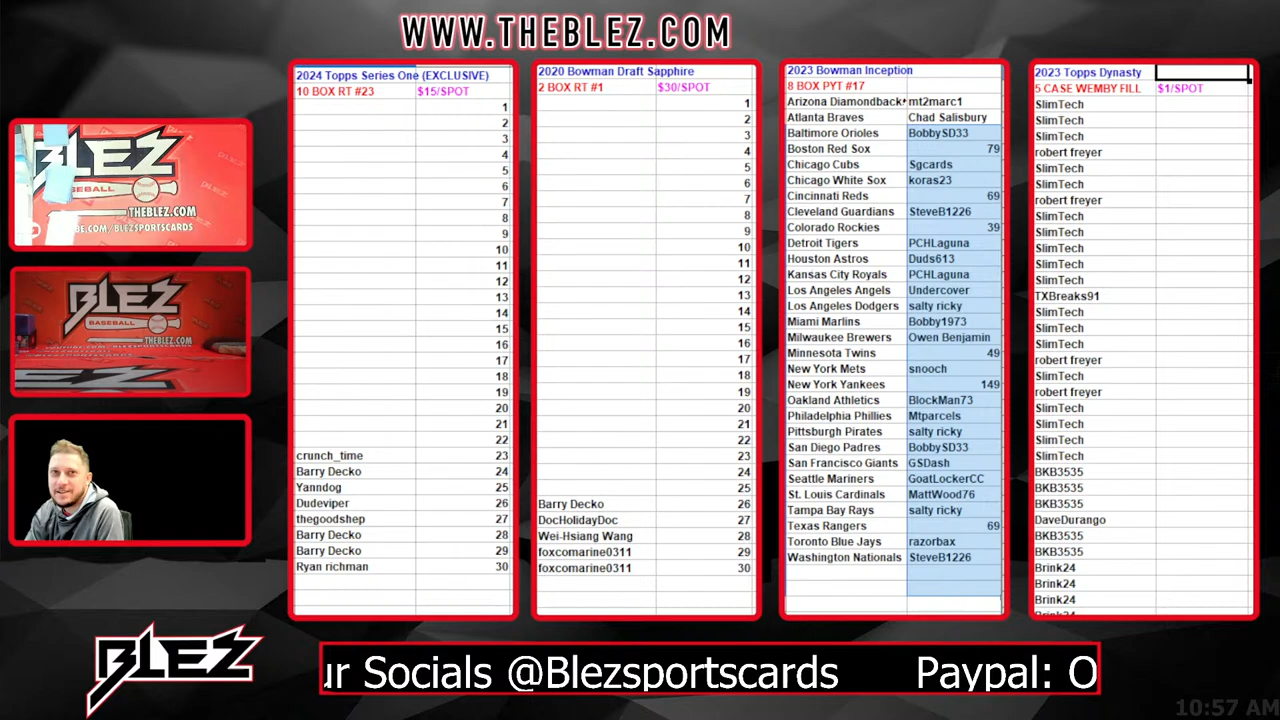 WWW.THEBLEZ.COM
BLEZ
BASEBALL
THEBLEZ.COM
BE.COM/BLEZSPORTSCARDS
BLEZ
BASEBALL
THEBLEZ.COM
2024 Topps Series One (EXCLUSIVE)
10 BOX RT #23 $15/SPOT
1
2
3
4
5
6
7
8
9
10
11
12
13
14
15
16
17
18
19
20
21
22
crunch_time 23
Barry Decko 24
Yanndog 25
Dudeviper 26
thegoodshep 27
Barry Decko 28
Barry Decko 29
Ryan richman 30
2020 Bowman Draft Sapphire
2 BOX RT #1 $30/SPOT
1
2
3
4
5
6
7
8
9
10
11
12
13
14
15
16
17
18
19
20
21
22
23
24
25
Barry Decko 26
DocHolidayDoc 27
Wei-Hsiang Wang 28
foxcomarine0311 29
foxcomarine0311 30
2023 Bowman Inception
8 BOX PYT #17
Arizona Diamondback mt2marc1
Atlanta Braves Chad Salisbury
Baltimore Orioles BobbySD33
Boston Red Sox 79
Chicago Cubs Sgcards
Chicago White Sox koras23
Cincinnati Reds 69
Cleveland Guardians SteveB1226
Colorado Rockies 39
Detroit Tigers PCHLaguna
Houston Astros Duds613
Kansas City Royals PCHLaguna
Los Angeles Angels Undercover
Los Angeles Dodgers salty ricky
Miami Marlins Bobby1973
Milwaukee Brewers Owen Benjamin
Minnesota Twins 49
New York Mets snooch
New York Yankees 149
Oakland Athletics BlockMan73
Philadelphia Phillies Mtparcels
Pittsburgh Pirates salty ricky
San Diego Padres BobbySD33
San Francisco Giants GSDash
Seattle Mariners GoatLockerCC
St. Louis Cardinals MattWood76
Tampa Bay Rays salty ricky
Texas Rangers 69
Toronto Blue Jays razorbax
Washington Nationals SteveB1226
2023 Topps Dynasty
5 CASE WEMBY FILL $1/SPOT
SlimTech
SlimTech
SlimTech
robert freyer
SlimTech
SlimTech
robert freyer
SlimTech
SlimTech
SlimTech
SlimTech
SlimTech
TXBreaks91
SlimTech
SlimTech
SlimTech
robert freyer
SlimTech
robert freyer
SlimTech
SlimTech
SlimTech
SlimTech
BKB3535
BKB3535
BKB3535
DaveDurango
BKB3535
BKB3535
Brink24
Brink24
Brink24
Brink24
BLEZ
ur Socials @Blezsportscards Paypal: O
10:57 AM